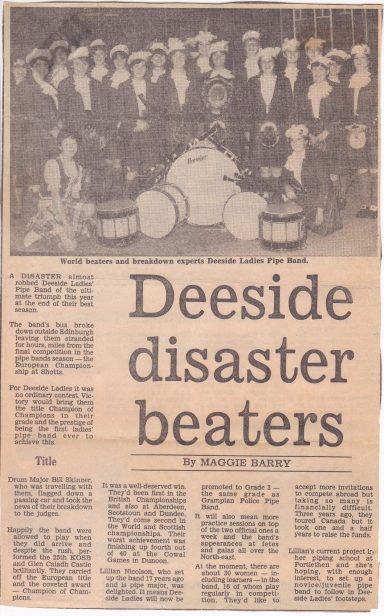 Deeside
World beaters and breakdown experts Deeside Ladies Pipe Band.
Deeside
disaster
beaters
By MAGGIE BARRY
A DISASTER almost
robbed Deeside Ladies'
Pipe Band of the ulti-
mate triumph this year
at the end of their best
season.
The band's bus broke
down outside Edinburgh
leaving them stranded
for hours, miles from the
final competition in the
pipe bands season — the
European Champion-
ship at Shotts.
For Deeside Ladies it was
no ordinary contest. Vic-
tory would bring them
the title Champion of
Champions in their
grade and the prestige of
being the first ladies'
pipe band ever to
achieve this.
Title
Drum Major Bill Skinner,
who was travelling with
them, flagged down a
passing car and took the
news of their breakdown
to the judges.
Happily the band were
allowed to play when
they did arrive and
despite the rush, per-
formed the 25th KOSB
and Glen Caladh Castle
brilliantly. They carried
off the European title
and the coveted award
— Champion of Cham-
pions.
It was a well-deserved win.
They'd been first in the
British Championships
and also at Aberdeen,
Scotstoun and Dundee.
They'd come second in
the World and Scottish
championships. Their
worst achievement was
finishing up fourth out
of 40 at the Cowal
Games in Dunoon.
Lillian Nicolson, who set
up the band 17 years ago
and is pipe major, was
delighted. It means Dee-
side Ladies will now be
promoted to Grade 3 —
the same grade as
Grampian Police Pipe
Band.
It will also mean more
practice sessions on top
of the two official ones a
week and the band's
appearances at fetes
and galas all over the
North-east.
At the moment, there are
about 30 women — in-
cluding learners — in the
band, 18 of whom play
regularly in competi-
tion. They'd like to
accept more invitations
to compete abroad but
taking so many is
financially difficult.
Three years ago, they
toured Canada but it
took one and a half
years to raise the funds.
Lillian's current project is
her piping school at
Portlethen and she's
hoping, with enough
interest, to set up a
novice/juvenile pipe
band to follow in Dee-
side Ladies' footsteps.